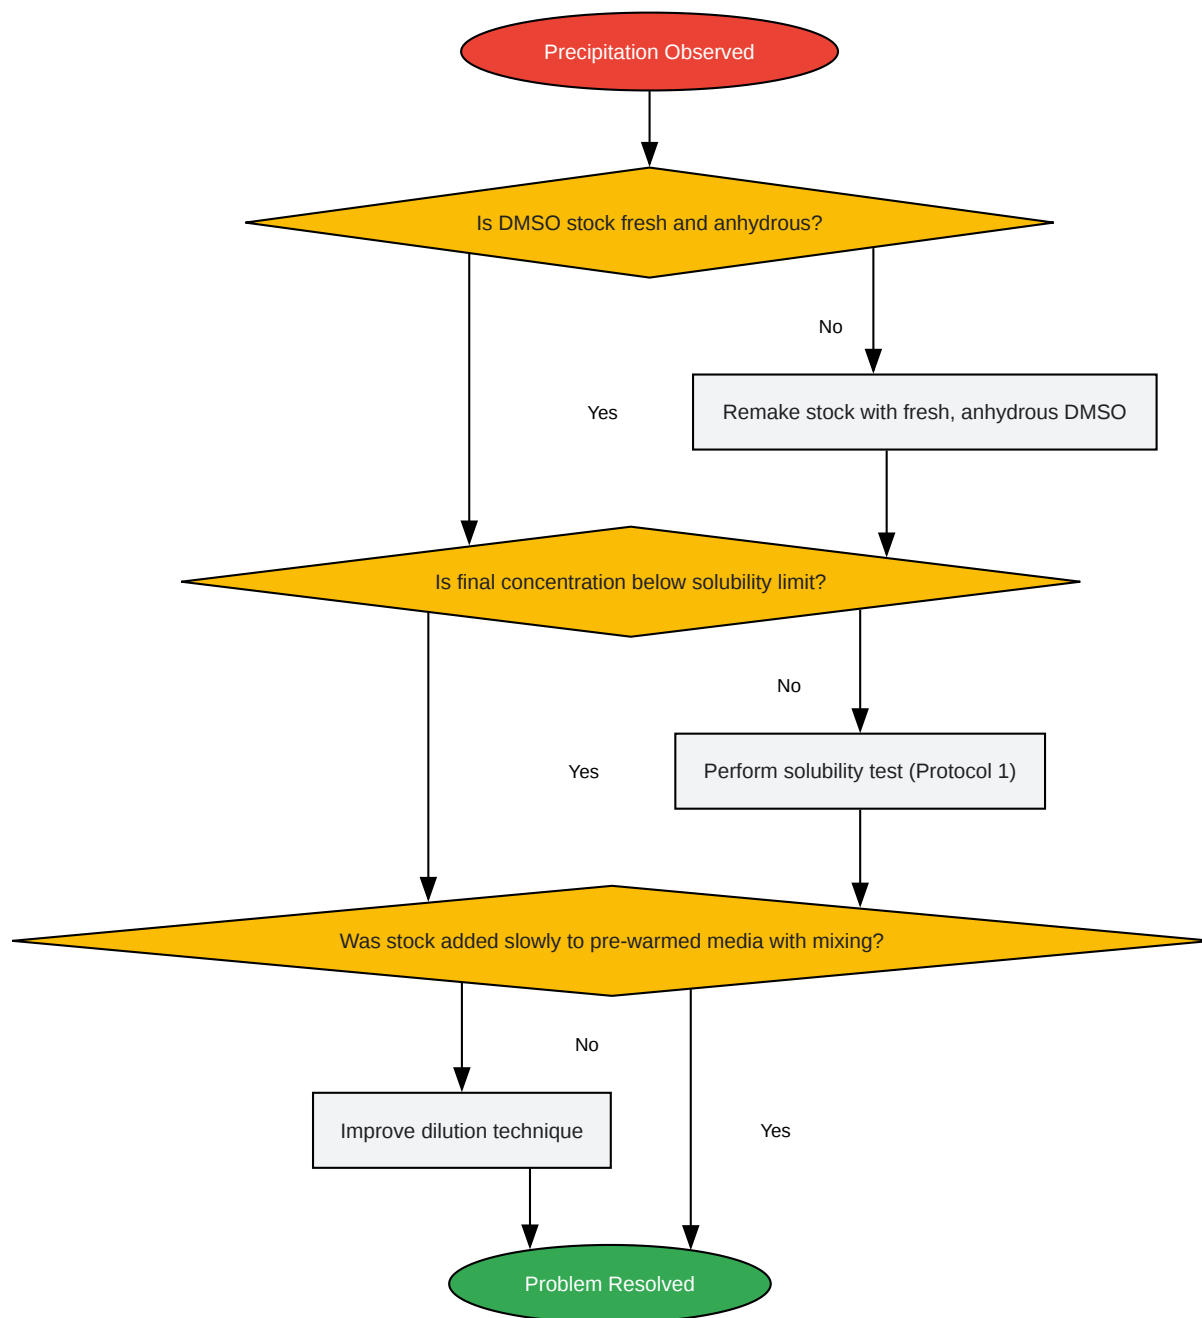 Precipitation Observed
Is DMSO stock fresh and anhydrous?
No
Yes
Remake stock with fresh, anhydrous DMSO
Is final concentration below solubility limit?
No
Yes
Perform solubility test (Protocol 1)
Was stock added slowly to pre-warmed media with mixing?
No
Improve dilution technique
Yes
Problem Resolved